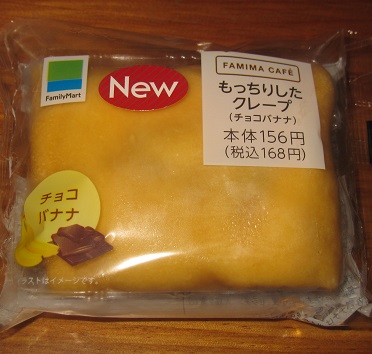 FamilyMart
New
FAMIMA CAFÉ
もっちりした
クレープ
(チョコバナナ)
本体156円
(税込168円)
チョコ
バナナ
イラストはイメージです。